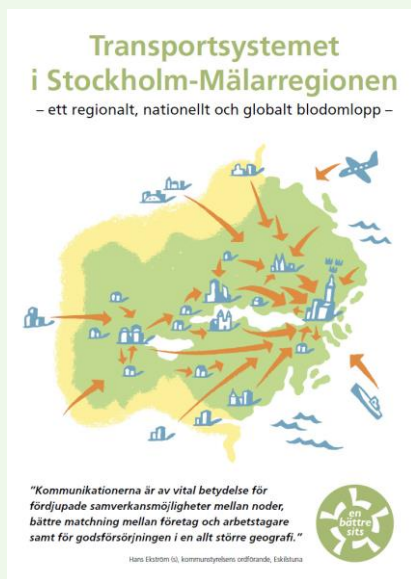 Transportsystemet
i Stockholm-Mälarregionen
– ett regionalt, nationellt och globalt blodomlopp –
"Kommunikationerna är av vital betydelse för
fördjupade samverkansmöjligheter mellan noder,
bättre matchning mellan företag och arbetstagare
samt för godsförsörjningen i en allt större geografi."
Hans Ekström (s), kommunstyrelsens ordförande, Eskilstuna
en
bättre
sits